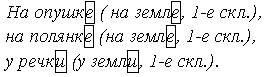 На опушке ( на земле, 1-е скл.),
на полянке (на земле, 1-е скл.),
у речки (у земли, 1-е скл.).